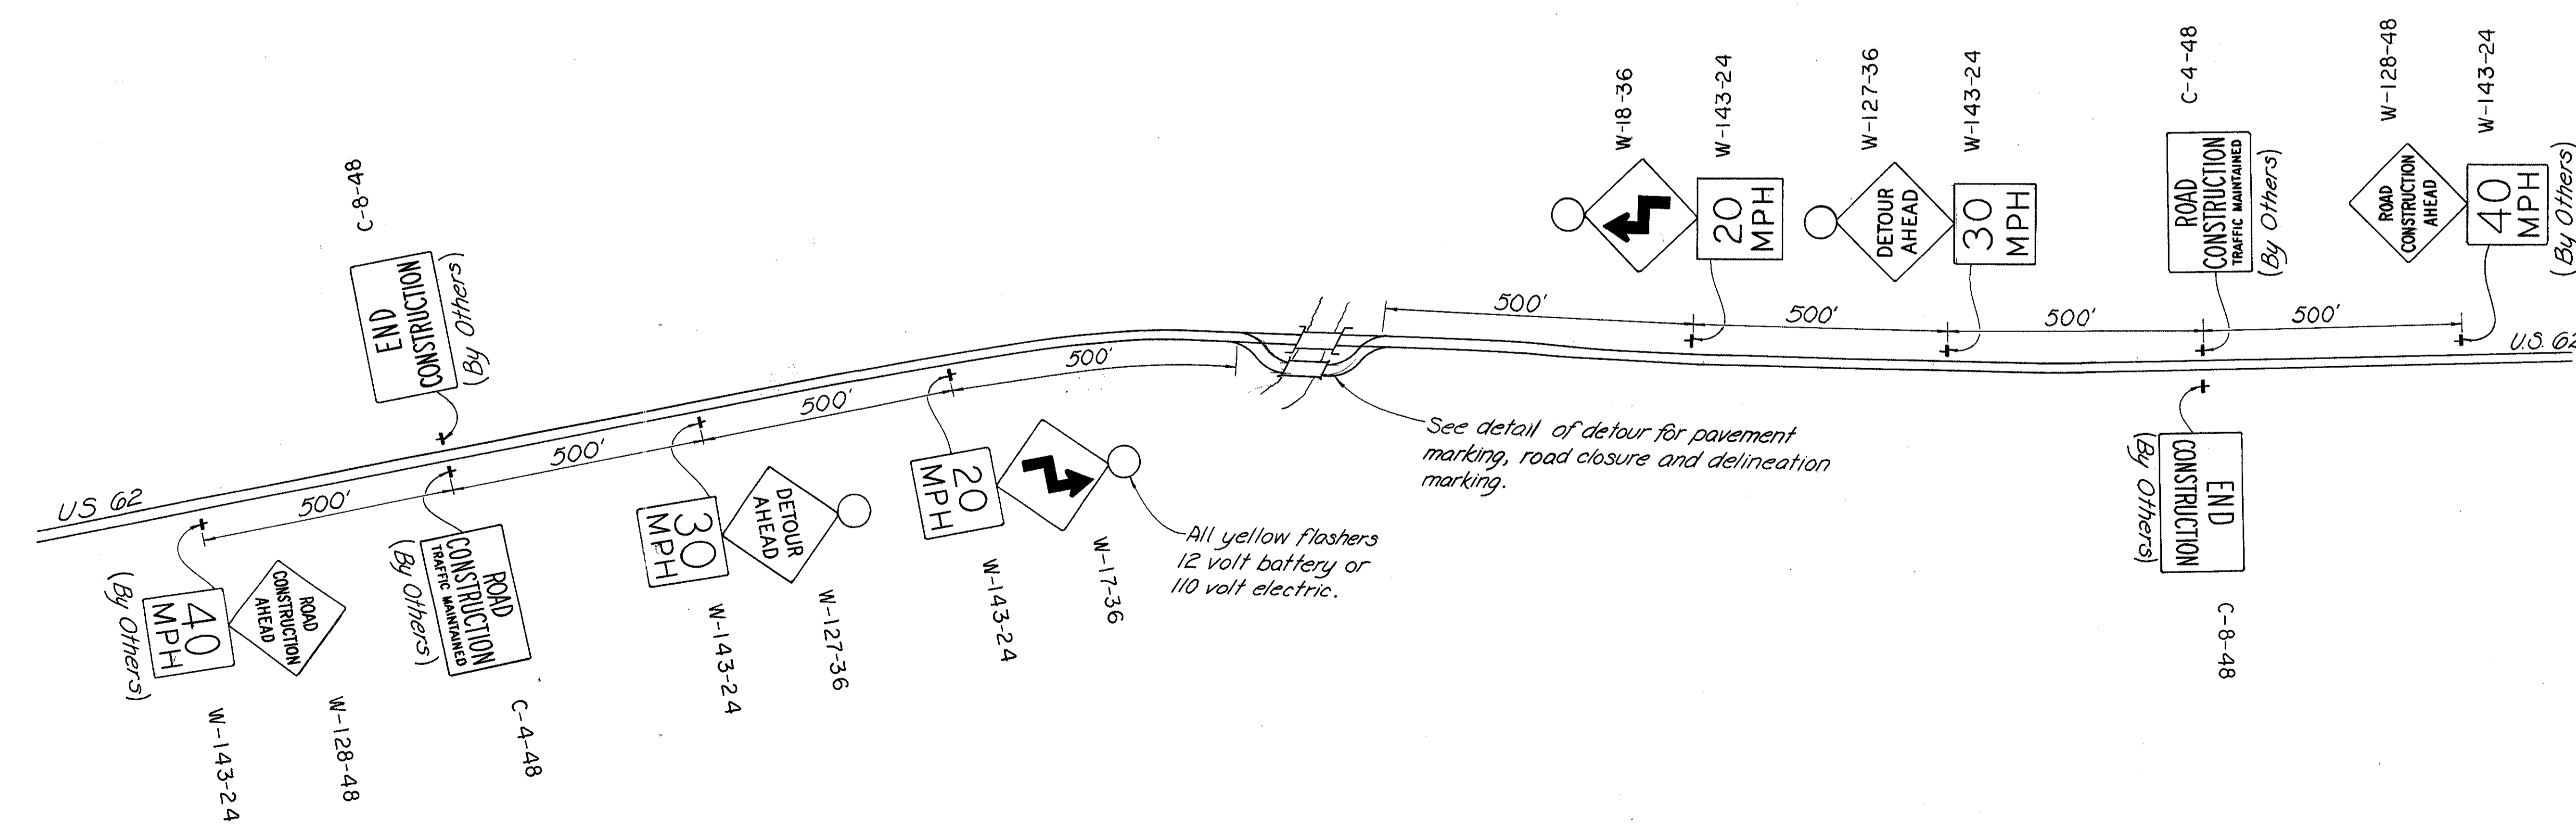 W-18-36
W-143-24
20
MPH
W-127-36
DETOUR
AHEAD
W-143-24
30
MPH
C-4-48
ROAD
CONSTRUCTION
TRAFFIC MAINTAINED
(By Others)
W-128-48
ROAD
CONSTRUCTION
AHEAD
W-143-24
40
MPH
(By Others)
C-8-48
END
CONSTRUCTION
(By Others)
500'
500'
500'
500'
U.S. 62
500'
500'
500'
500'
US 62
See detail of detour for pavement
marking, road closure and delineation
marking.
END
CONSTRUCTION
(By Others)
C-8-48
40
MPH
(By Others)
W-143-24
ROAD
CONSTRUCTION
AHEAD
W-128-48
ROAD
CONSTRUCTION
TRAFFIC MAINTAINED
(By Others)
C-4-48
30
MPH
W-143-24
DETOUR
AHEAD
W-127-36
20
MPH
W-143-24
W-17-36
All yellow flashers
12 volt battery or
110 volt electric.